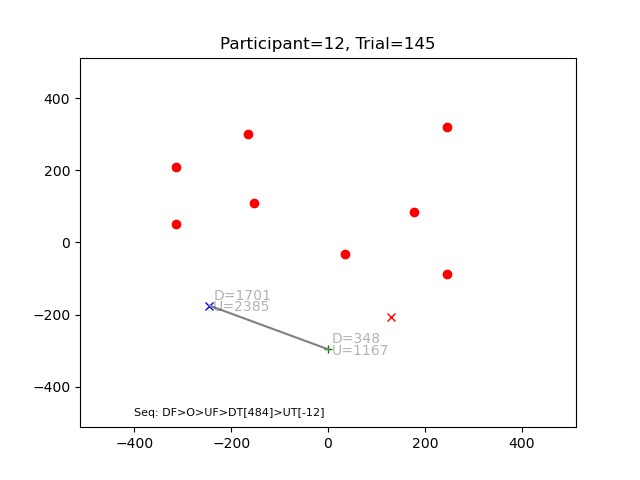 Participant=12, Trial=145
400
200
0
−200
−400
D=1701
U=2385
D=348
U=1167
Seq: DF>O>UF>DT[484]>UT[-12]
−400
−200
0
200
400